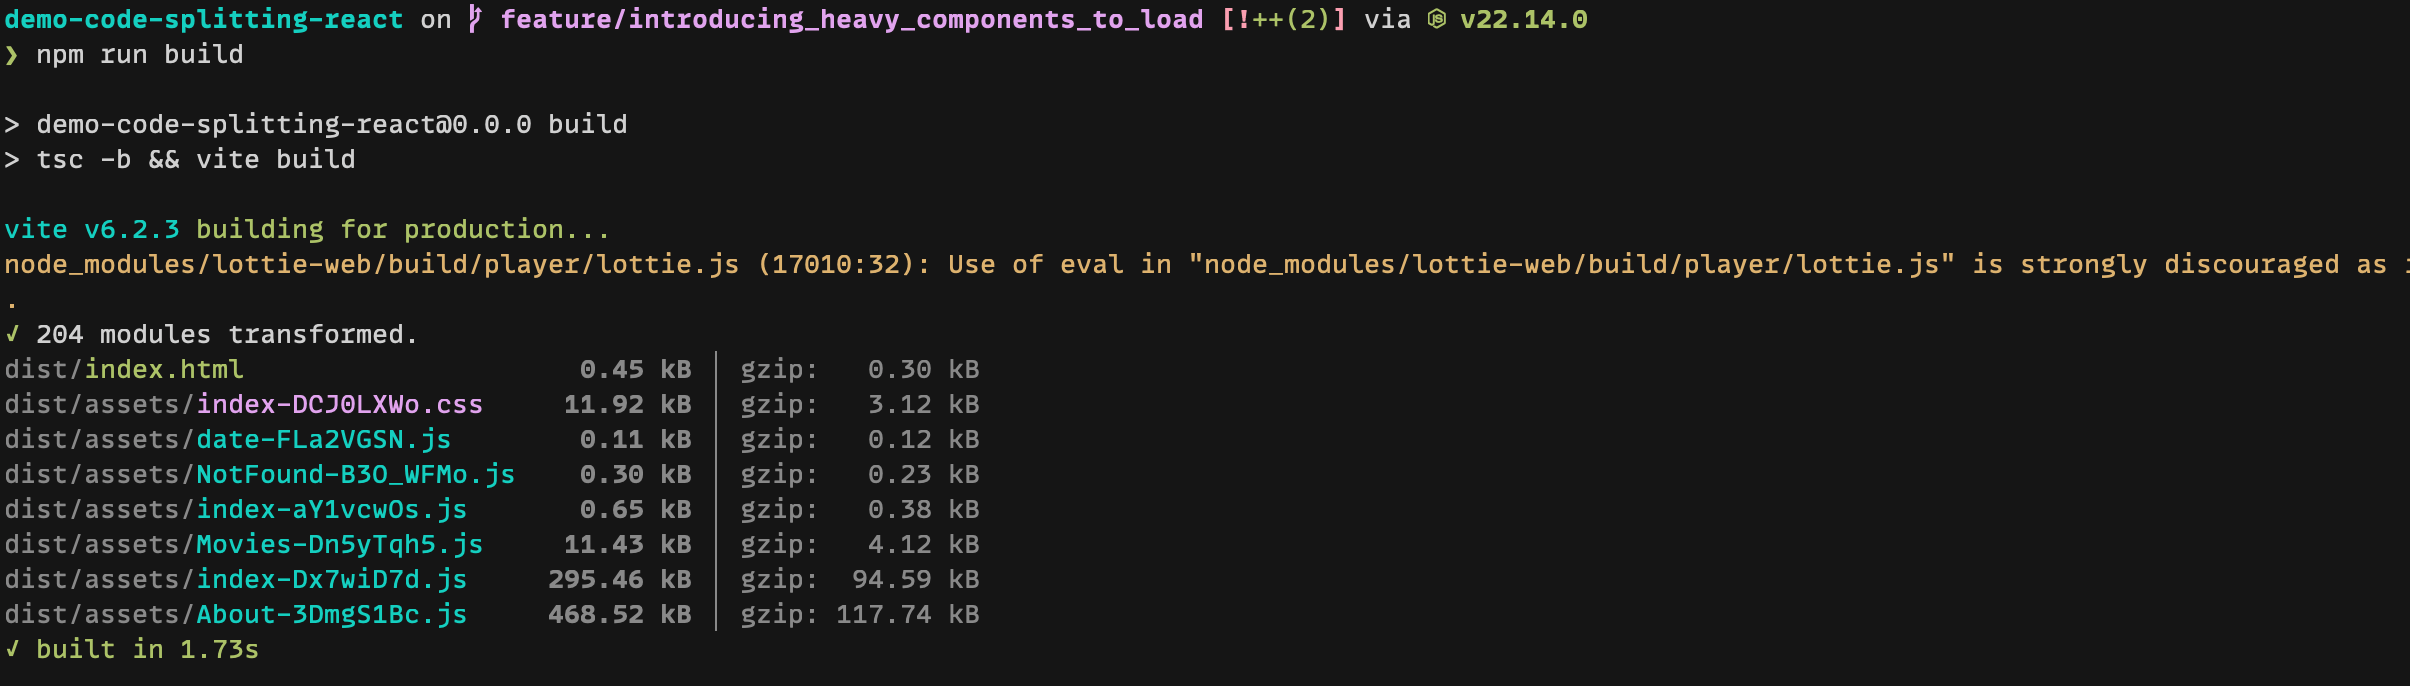 demo-code-splitting-react on feature/introducing_heavy_components_to_load [!++(2)] via v22.14.0
❯ npm run build
> demo-code-splitting-react@0.0.0 build
> tsc -b && vite build
vite v6.2.3 building for production...
node_modules/lottie-web/build/player/lottie.js (17010:32): Use of eval in "node_modules/lottie-web/build/player/lottie.js" is strongly discouraged as
.
✓ 204 modules transformed.
dist/index.html 0.45 kB │ gzip: 0.30 kB
dist/assets/index-DCJ0LXWo.css 11.92 kB │ gzip: 3.12 kB
dist/assets/date-FLa2VGSN.js 0.11 kB │ gzip: 0.12 kB
dist/assets/NotFound-B3O_WFMo.js 0.30 kB │ gzip: 0.23 kB
dist/assets/index-aY1vcwOs.js 0.65 kB │ gzip: 0.38 kB
dist/assets/Movies-Dn5yTqh5.js 11.43 kB │ gzip: 4.12 kB
dist/assets/index-Dx7wiD7d.js 295.46 kB │ gzip: 94.59 kB
dist/assets/About-3DmgS1Bc.js 468.52 kB │ gzip: 117.74 kB
✓ built in 1.73s